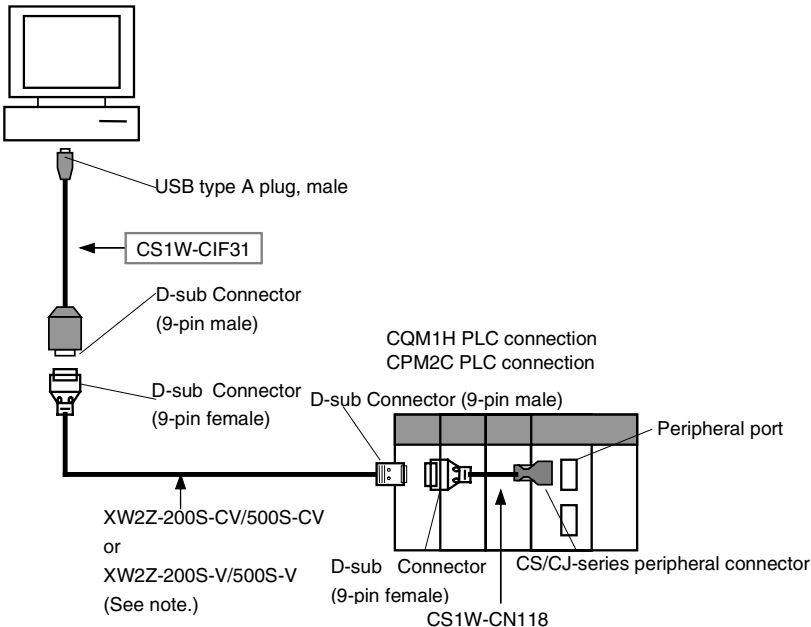 USB type A plug, male
CS1W-CIF31
D-sub Connector
(9-pin male)
CQM1H PLC connection
CPM2C PLC connection
D-sub Connector
(9-pin female)
D-sub Connector (9-pin male)
Peripheral port
XW2Z-200S-CV/500S-CV
or
XW2Z-200S-V/500S-V
(See note.)
D-sub Connector
(9-pin female)
CS/CJ-series peripheral connector
CS1W-CN118